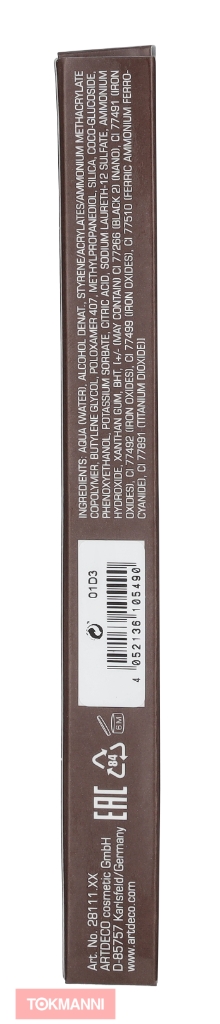 INGREDIENTS: AQUA (WATER), ALCOHOL DENAT., STYRENE/ACRYLATES/AMMONIUM METHACRYLATE
COPOLYMER, BUTYLENE GLYCOL, POLOXAMER 407, METHYLPROPANEDIOL, SILICA, COCO-GLUCOSIDE,
PHENOXYETHANOL, POTASSIUM SORBATE, CITRIC ACID, SODIUM LAURETH-12 SULFATE, AMMONIUM
HYDROXIDE, XANTHAN GUM, BHT, [+/- (MAY CONTAIN) CI 77266 (BLACK 2) (NANO), CI 77491 (IRON
OXIDES), CI 77492 (IRON OXIDES), CI 77499 (IRON OXIDES), CI 77510 (FERRIC AMMONIUM FERRO-
CYANIDE), CI 77891 (TITANIUM DIOXIDE)]
01D3
4 052136 105490
6M
84
EAC
Art. No. 28111.XX
ARTDECO cosmetic GmbH
D-85757 Karlsfeld/Germany
www.artdeco.com
TOKMANNI